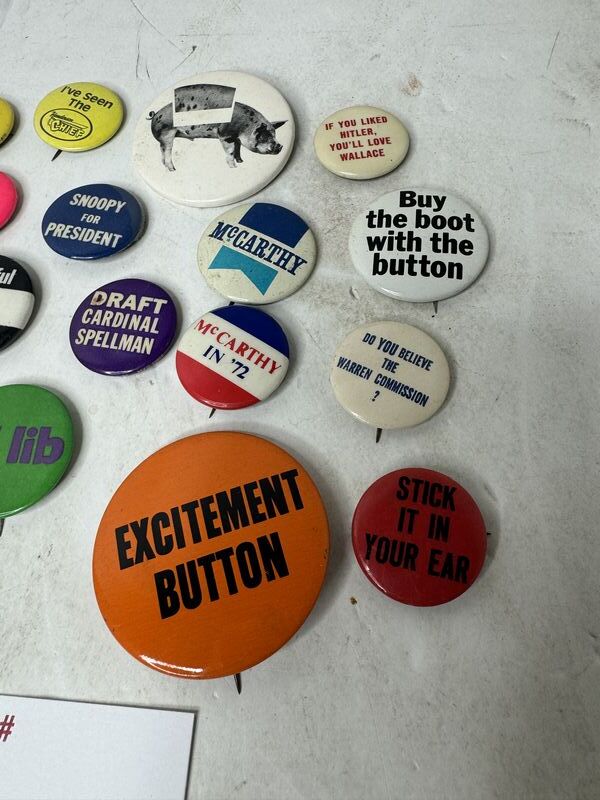 I've Seen
The
CHIEF
IF YOU LIKED
HITLER,
YOU'LL LOVE
WALLACE
SNOOPY
FOR
PRESIDENT
McCARTHY
Buy
the boot
with the
button
ful
DRAFT
CARDINAL
SPELLMAN
McCARTHY
IN '72
DO YOU BELIEVE
THE
WARREN COMMISSION
?
lib
EXCITEMENT
BUTTON
STICK
IT IN
YOUR EAR
#